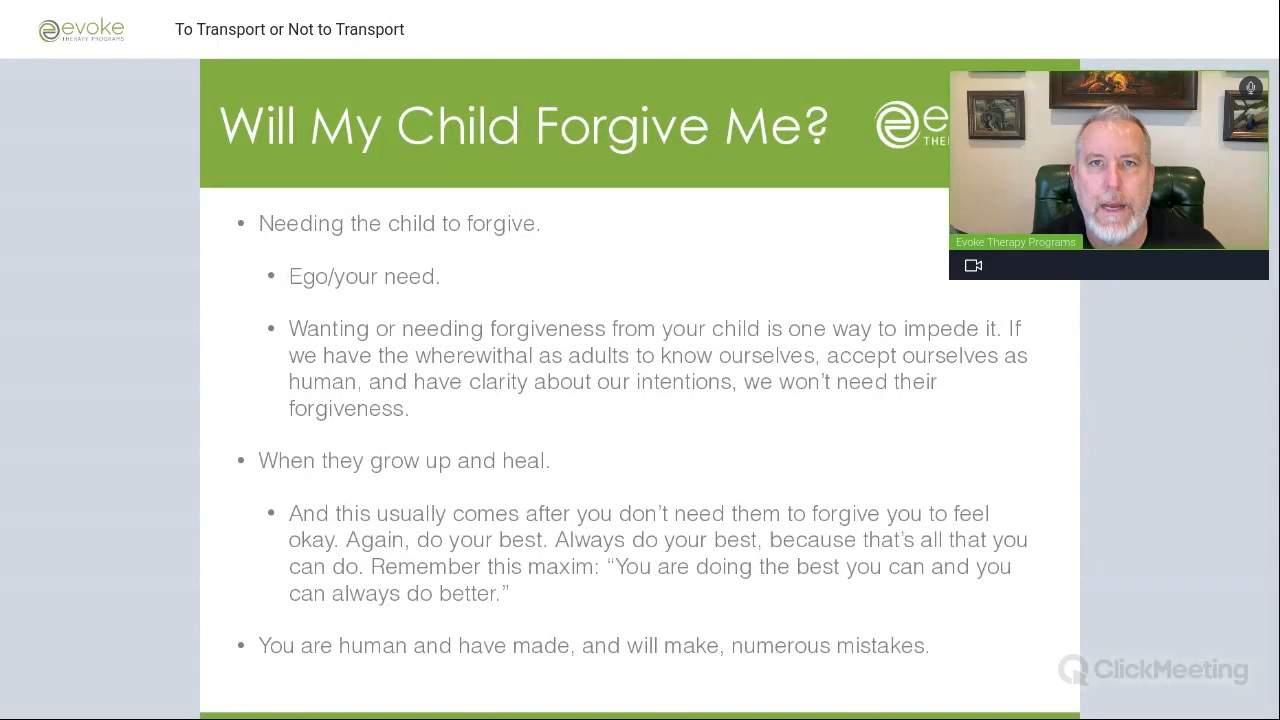 evoke
THERAPY PROGRAMS
To Transport or Not to Transport
Will My Child Forgive Me?
e
THE
Evoke Therapy Programs
• Needing the child to forgive.
• Ego/your need.
• Wanting or needing forgiveness from your child is one way to impede it. If
we have the wherewithal as adults to know ourselves, accept ourselves as
human, and have clarity about our intentions, we won’t need their
forgiveness.
• When they grow up and heal.
• And this usually comes after you don’t need them to forgive you to feel
okay. Again, do your best. Always do your best, because that’s all that you
can do. Remember this maxim: “You are doing the best you can and you
can always do better.”
• You are human and have made, and will make, numerous mistakes.
ClickMeeting